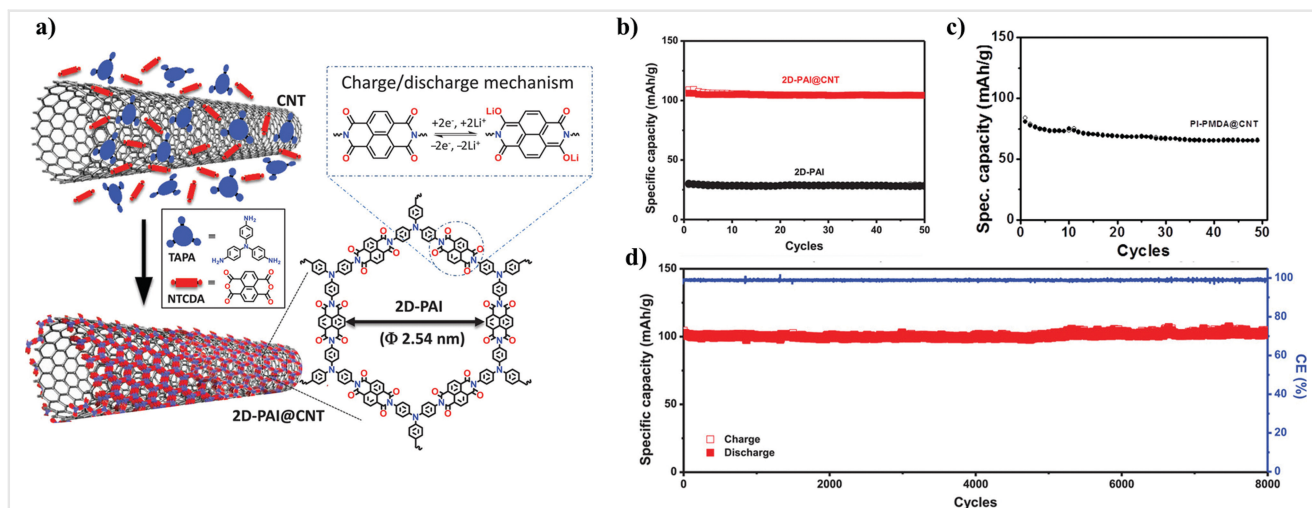 a)
CNT
Charge/discharge mechanism
+2e⁻, +2Li⁺
−2e⁻, −2Li⁺
O
O
N
N
O
O
LiO
O
N
N
O
OLi
TAPA =
NH₂
N
H₂N
NH₂
NTCDA =
2D-PAI
(Φ 2.54 nm)
2D-PAI@CNT
b)
Specific capacity (mAh/g)
150
100
50
0
2D-PAI@CNT
2D-PAI
0 10 20 30 40 50
Cycles
c)
Spec. capacity (mAh/g)
150
100
50
0
PI-PMDA@CNT
0 10 20 30 40 50
Cycles
d)
Specific capacity (mAh/g)
150
100
50
0
Charge
Discharge
0 2000 4000 6000 8000
Cycles
100
80
60
40
20
0
CE (%)